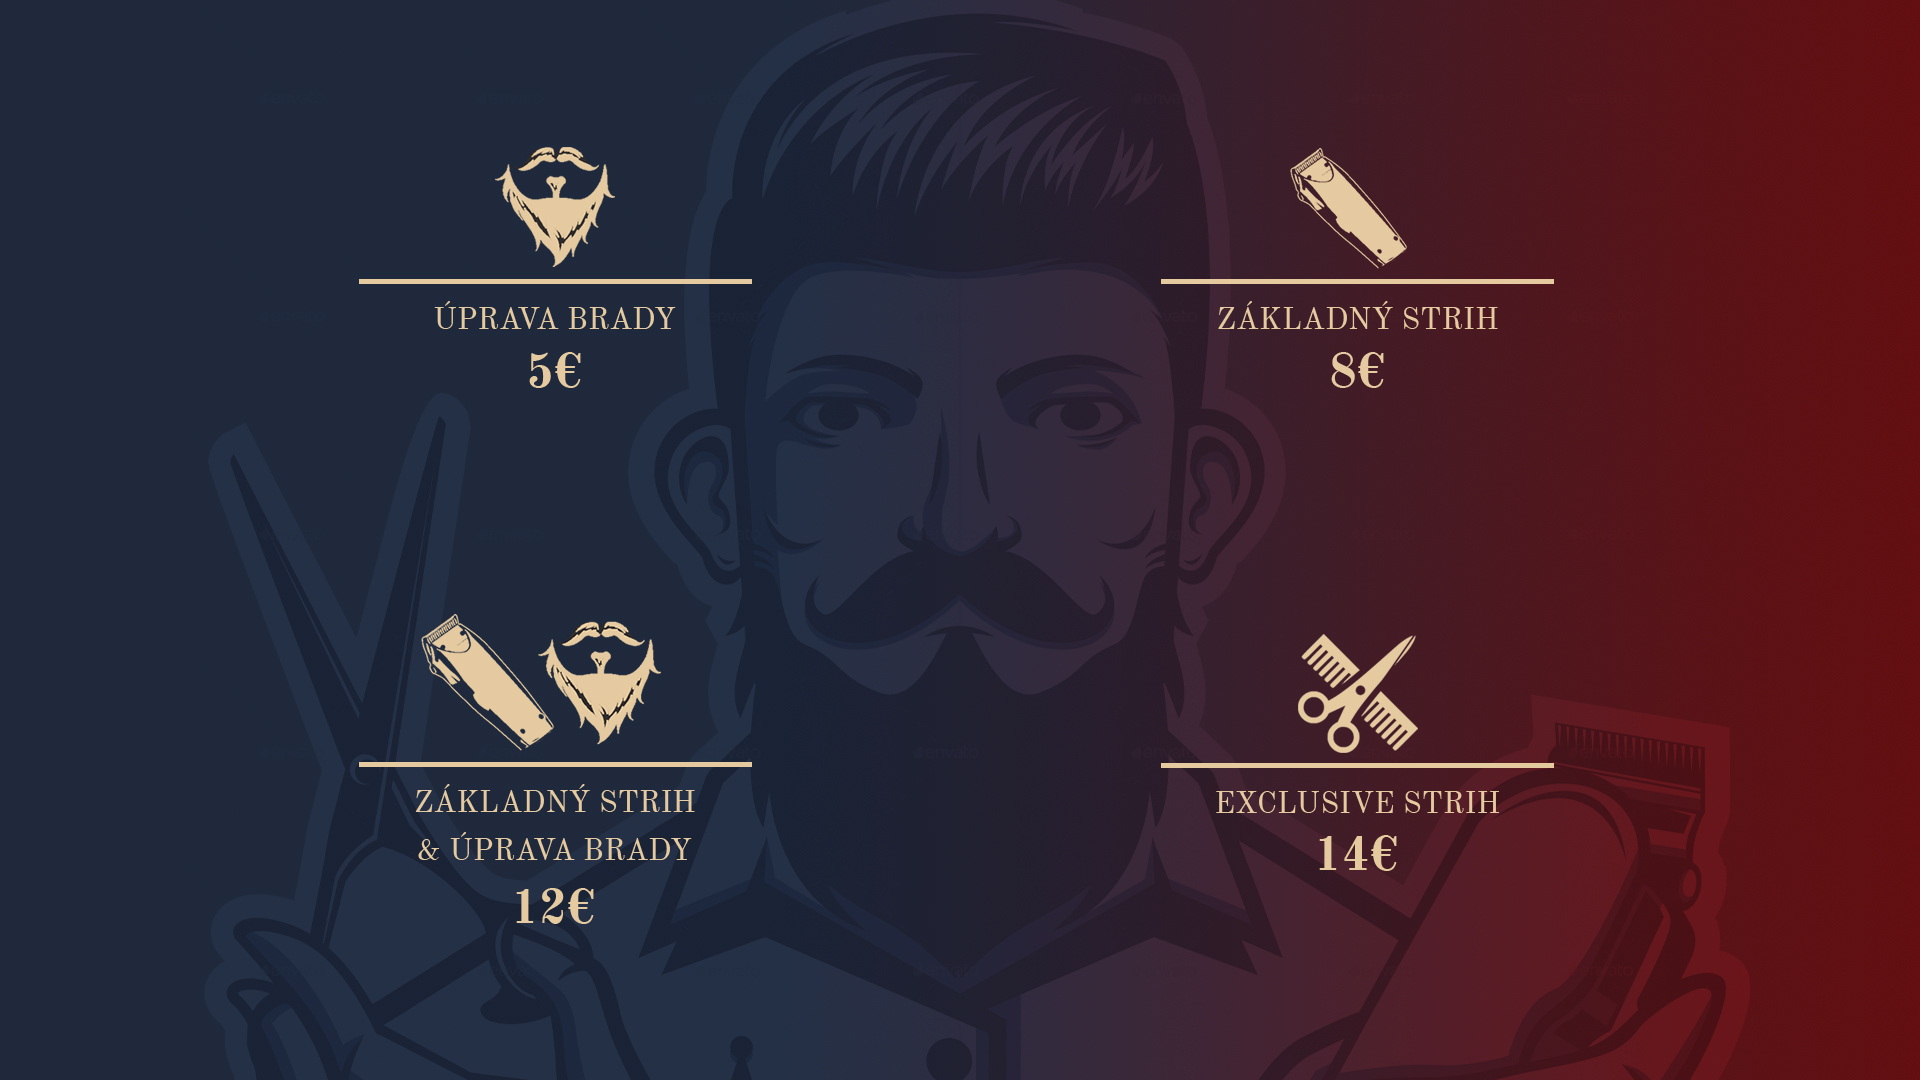 ÚPRAVA BRADY
5€
ZÁKLADNÝ STRIH
8€
ZÁKLADNÝ STRIH
& ÚPRAVA BRADY
12€
EXCLUSIVE STRIH
14€